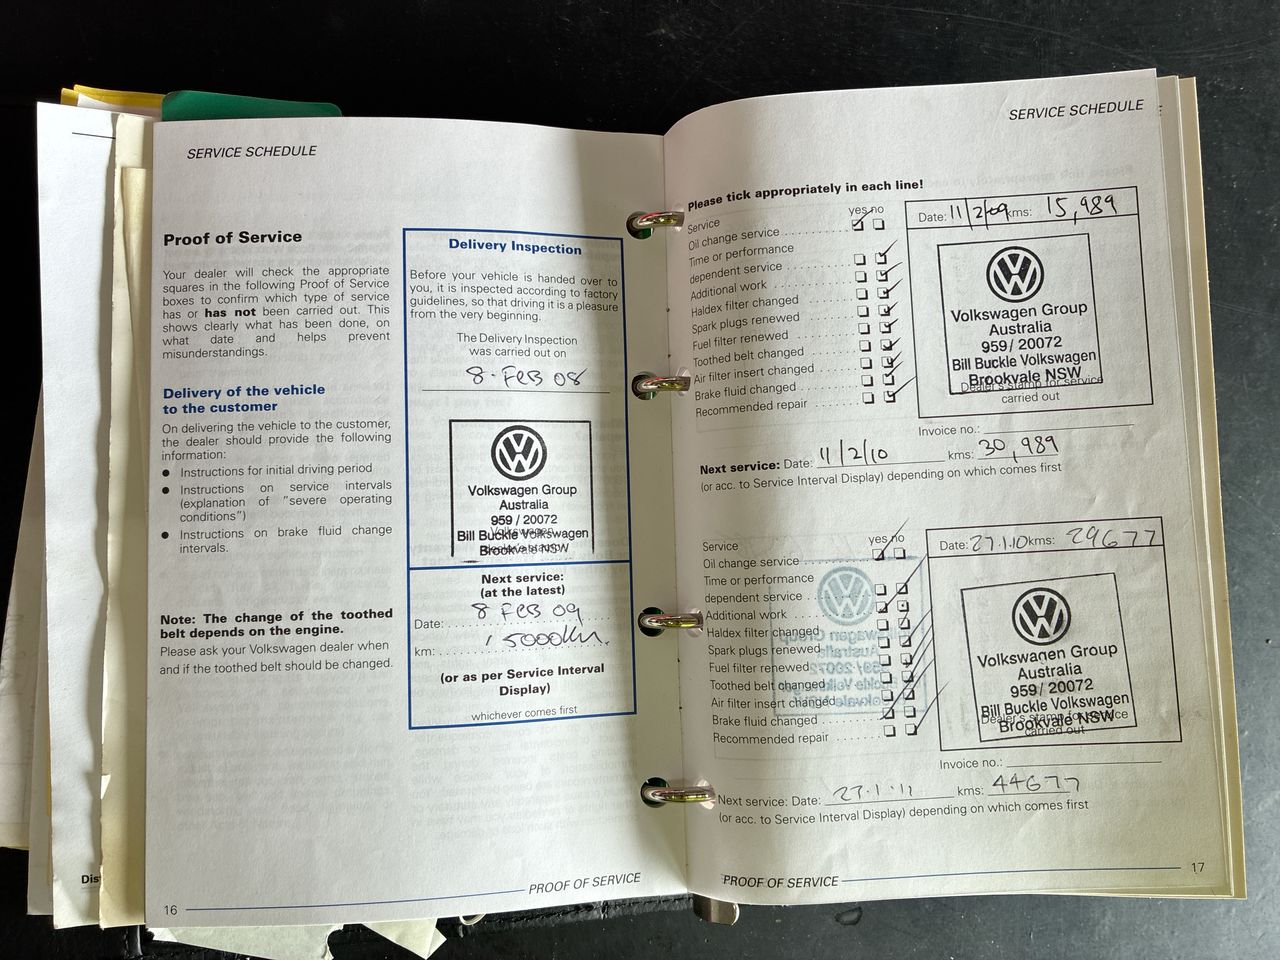 SERVICE SCHEDULE
Proof of Service
Your dealer will check the appropriate
squares in the following Proof of Service
boxes to confirm which type of service
has or has not been carried out. This
shows clearly what has been done, on
what date and helps prevent
misunderstandings.
Delivery of the vehicle
to the customer
On delivering the vehicle to the customer,
the dealer should provide the following
information:
● Instructions for initial driving period
● Instructions on service intervals
(explanation of "severe operating
conditions")
● Instructions on brake fluid change
intervals.
Note: The change of the toothed
belt depends on the engine.
Please ask your Volkswagen dealer when
and if the toothed belt should be changed.
Delivery Inspection
Before your vehicle is handed over to
you, it is inspected according to factory
guidelines, so that driving it is a pleasure
from the very beginning.
The Delivery Inspection
was carried out on
8. FEB 08
Volkswagen Group
Australia
959 / 20072
Bill Buckle Volkswagen
Brookvale NSW
Next service:
(at the latest)
Date: 8 FEB 09
km: 15000km.
(or as per Service Interval
Display)
whichever comes first
16
PROOF OF SERVICE
SERVICE SCHEDULE
Please tick appropriately in each line!
Service yes no
Oil change service
Time or performance
dependent service
Additional work
Haldex filter changed
Spark plugs renewed
Fuel filter renewed
Toothed belt changed
Air filter insert changed
Brake fluid changed
Recommended repair
Date: 11/2/09 kms: 15,989
Volkswagen Group
Australia
959 / 20072
Bill Buckle Volkswagen
Brookvale NSW
Dealer's stamp for service
carried out
Invoice no.:
Next service: Date: 11/2/10 kms: 30,989
(or acc. to Service Interval Display) depending on which comes first
Service yes no
Oil change service
Time or performance
dependent service
Additional work
Haldex filter changed
Spark plugs renewed
Fuel filter renewed
Toothed belt changed
Air filter insert changed
Brake fluid changed
Recommended repair
Date: 27.1.10 kms: 29677
Volkswagen Group
Australia
959 / 20072
Bill Buckle Volkswagen
Brookvale NSW
Dealer's stamp for service
carried out
Invoice no.:
Next service: Date: 27.1.11 kms: 44677
(or acc. to Service Interval Display) depending on which comes first
PROOF OF SERVICE
17